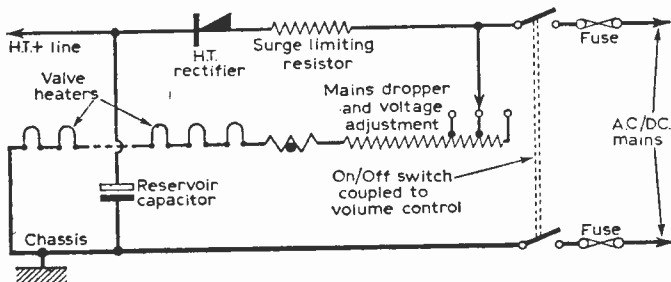 H.T.+ line
H.T.
rectifier
Surge limiting
resistor
Fuse
Valve
heaters
Mains dropper
and voltage
adjustment
A.C./D.C.
mains
On/Off switch
coupled to
volume control
Reservoir
capacitor
Chassis
Fuse